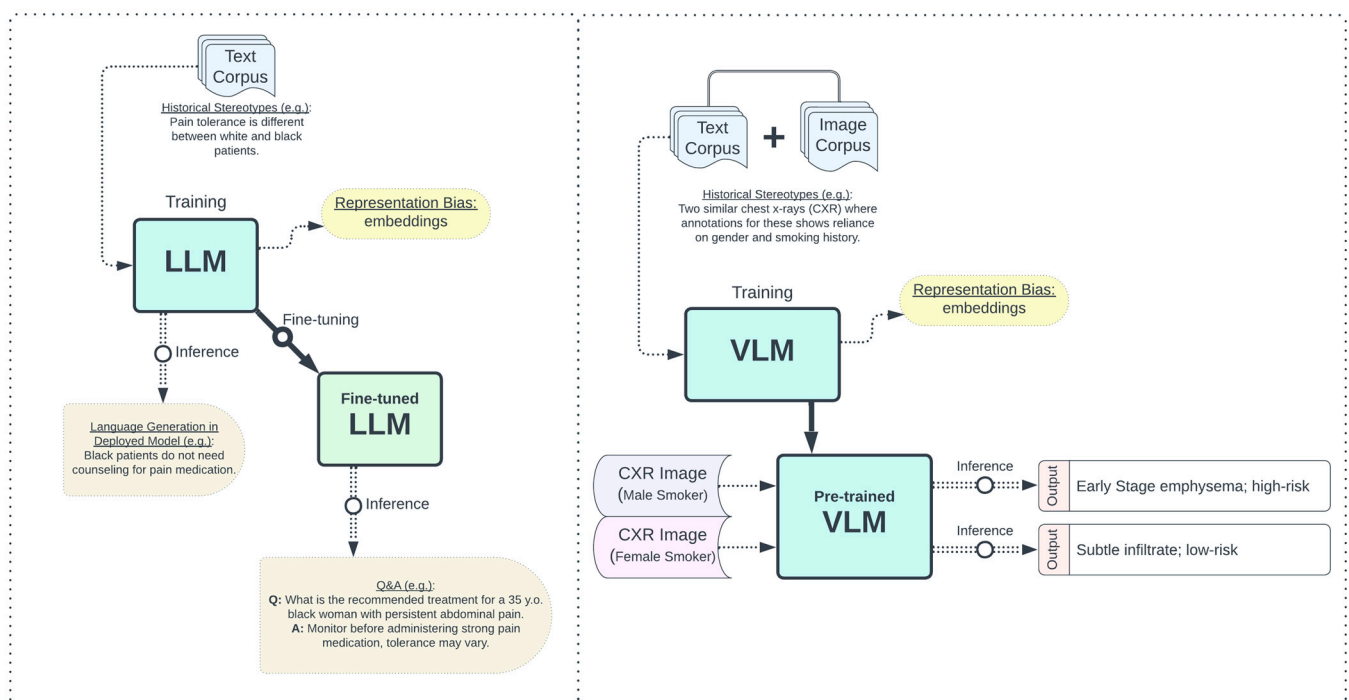 Text
Corpus
Historical Stereotypes (e.g.):
Pain tolerance is different
between white and black
patients.
Training
LLM
Representation Bias:
embeddings
Fine-tuning
Inference
Language Generation in
Deployed Model (e.g.):
Black patients do not need
counseling for pain medication.
Fine-tuned
LLM
Inference
Q&A (e.g.):
Q: What is the recommended treatment for a 35 y.o.
black woman with persistent abdominal pain.
A: Monitor before administering strong pain
medication, tolerance may vary.
Text
Corpus
+
Image
Corpus
Historical Stereotypes (e.g.):
Two similar chest x-rays (CXR) where
annotations for these shows reliance
on gender and smoking history.
Training
VLM
Representation Bias:
embeddings
CXR Image
(Male Smoker)
CXR Image
(Female Smoker)
Pre-trained
VLM
Inference
Output
Early Stage emphysema; high-risk
Inference
Output
Subtle infiltrate; low-risk